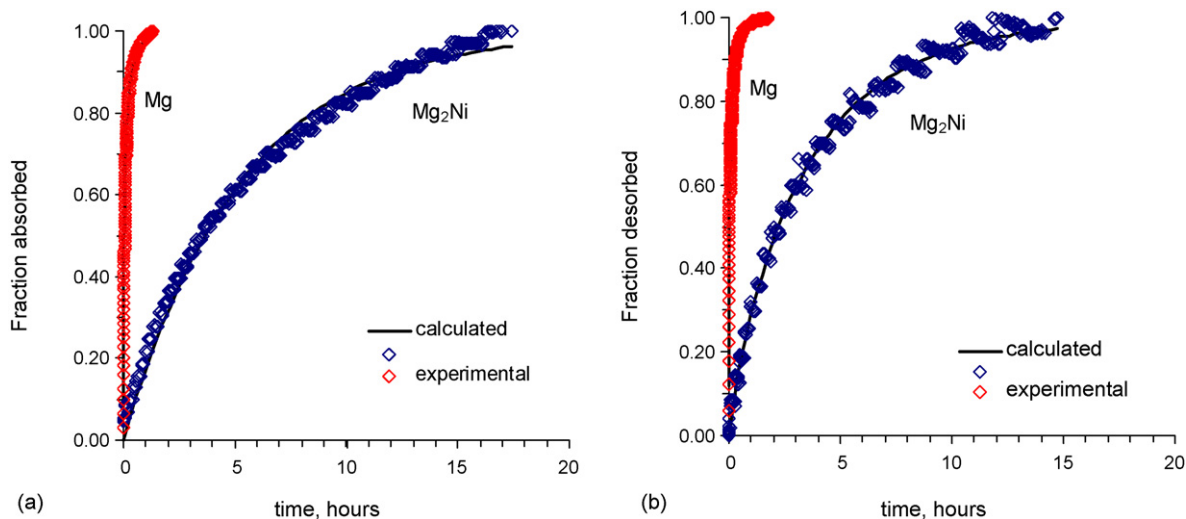 1.00
0.80
0.60
0.40
0.20
0.00
Fraction absorbed
Mg
Mg₂Ni
calculated
experimental
0 5 10 15 20
time, hours
(a)
1.00
0.80
0.60
0.40
0.20
0.00
Fraction desorbed
Mg
Mg₂Ni
calculated
experimental
0 5 10 15 20
time, hours
(b)